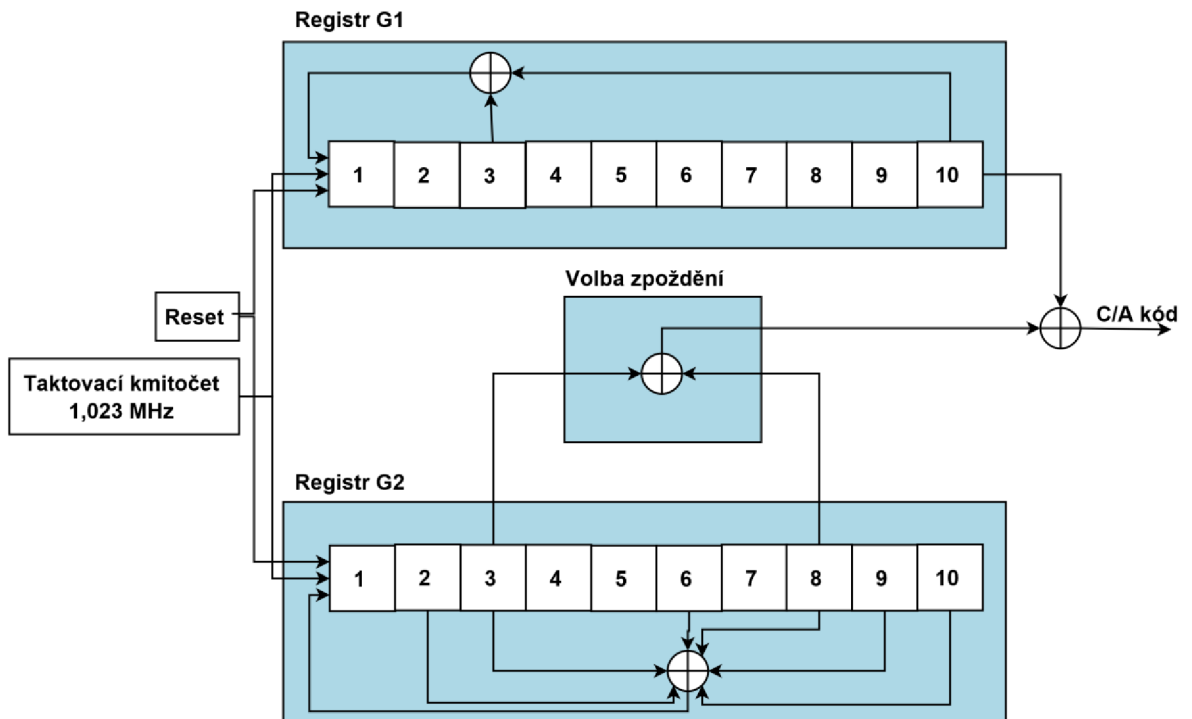 Registr G1
1 2 3 4 5 6 7 8 9 10
Volba zpoždění
Reset
C/A kód
Taktovací kmitočet
1,023 MHz
Registr G2
1 2 3 4 5 6 7 8 9 10